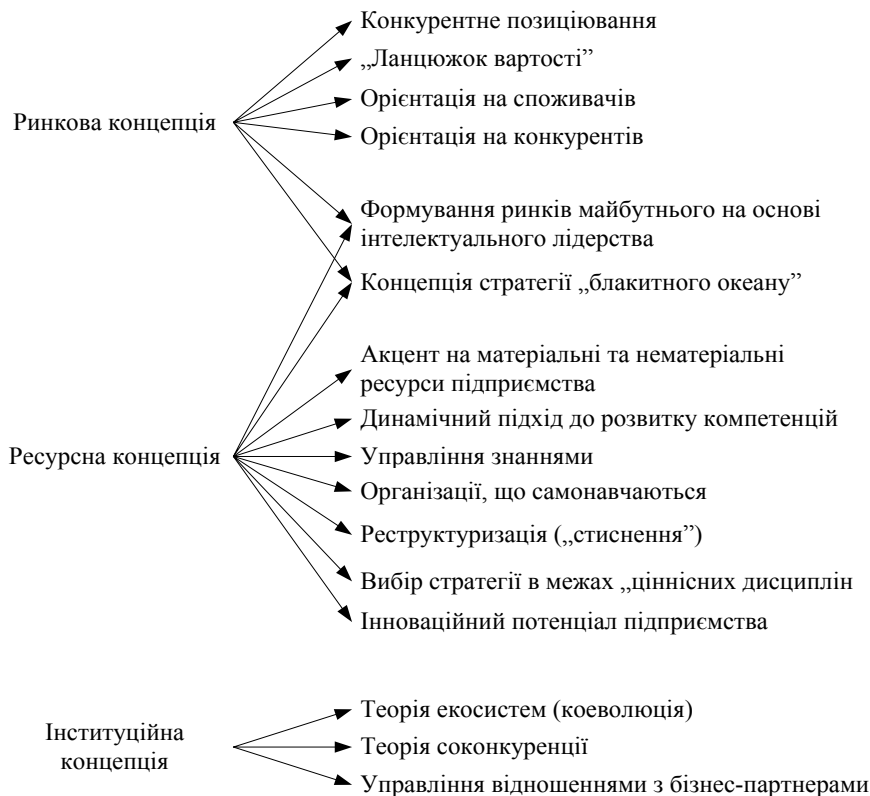 Конкурентне позиціювання
„Ланцюжок вартості”
Орієнтація на споживачів
Ринкова концепція
Орієнтація на конкурентів
Формування ринків майбутнього на основі
інтелектуального лідерства
Концепція стратегії „блакитного океану”
Акцент на матеріальні та нематеріальні
ресурси підприємства
Динамічний підхід до розвитку компетенцій
Ресурсна концепція
Управління знаннями
Організації, що самонавчаються
Реструктуризація („стиснення”)
Вибір стратегії в межах „ціннісних дисциплін
Інноваційний потенціал підприємства
Інституційна
концепція
Теорія екосистем (коеволюція)
Теорія соконкуренції
Управління відношеннями з бізнес-партнерами